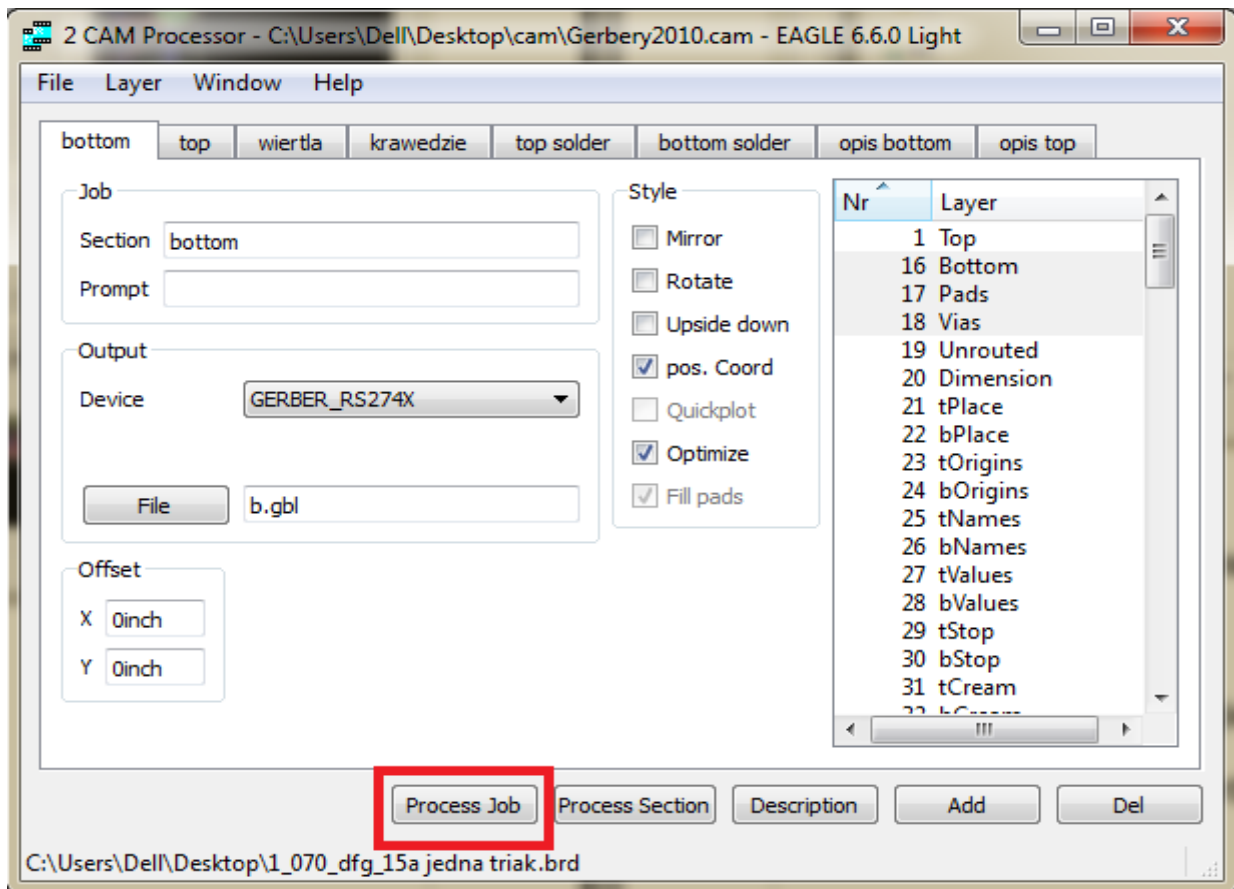 2 CAM Processor - C:\Users\Dell\Desktop\cam\Gerbery2010.cam - EAGLE 6.6.0 Light
File Layer Window Help
bottom top wiertla krawedzie top solder bottom solder opis bottom opis top
Job
Section bottom
Prompt
Output
Device GERBER_RS274X
File b.gbl
Offset
X 0inch
Y 0inch
Style
Mirror
Rotate
Upside down
pos. Coord
Quickplot
Optimize
Fill pads
Nr Layer
1 Top
16 Bottom
17 Pads
18 Vias
19 Unrouted
20 Dimension
21 tPlace
22 bPlace
23 tOrigins
24 bOrigins
25 tNames
26 bNames
27 tValues
28 bValues
29 tStop
30 bStop
31 tCream
Process Job Process Section Description Add Del
C:\Users\Dell\Desktop\1_070_dfg_15a jedna triak.brd